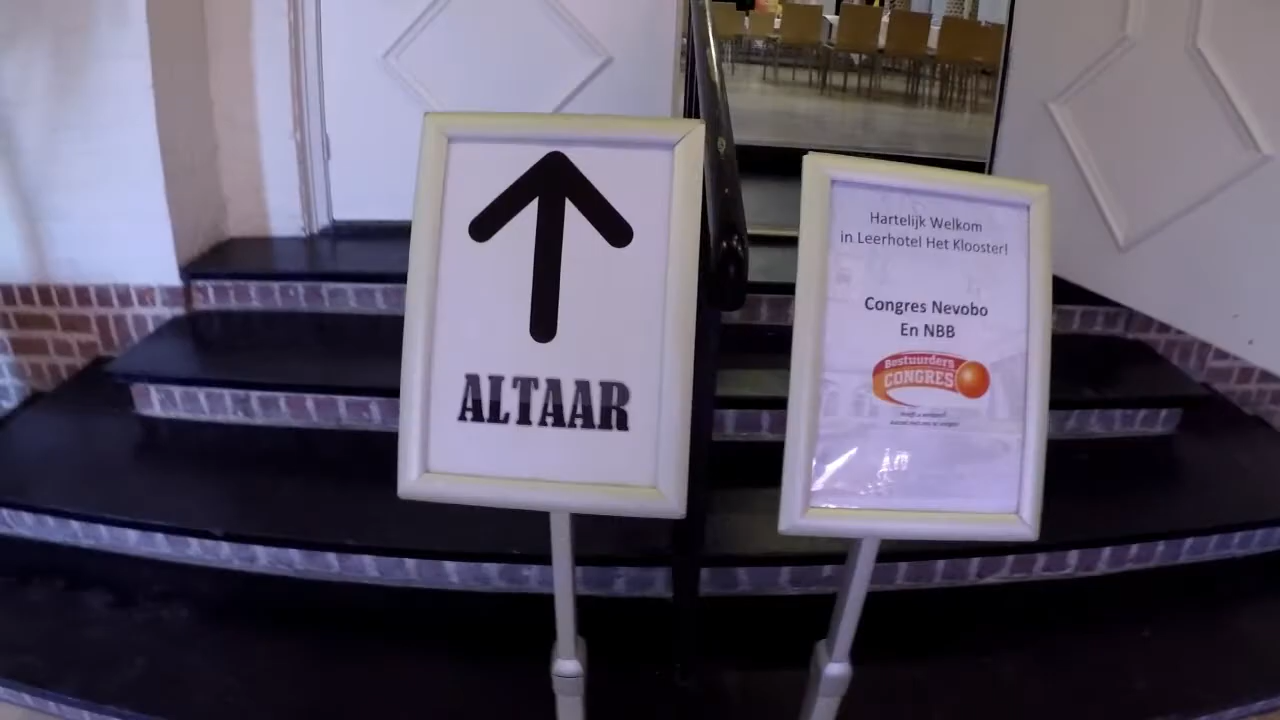 ALTAAR
Hartelijk Welkom
in Leerhotel Het Klooster!
Congres Nevobo
En NBB
Bestuurders
CONGRES